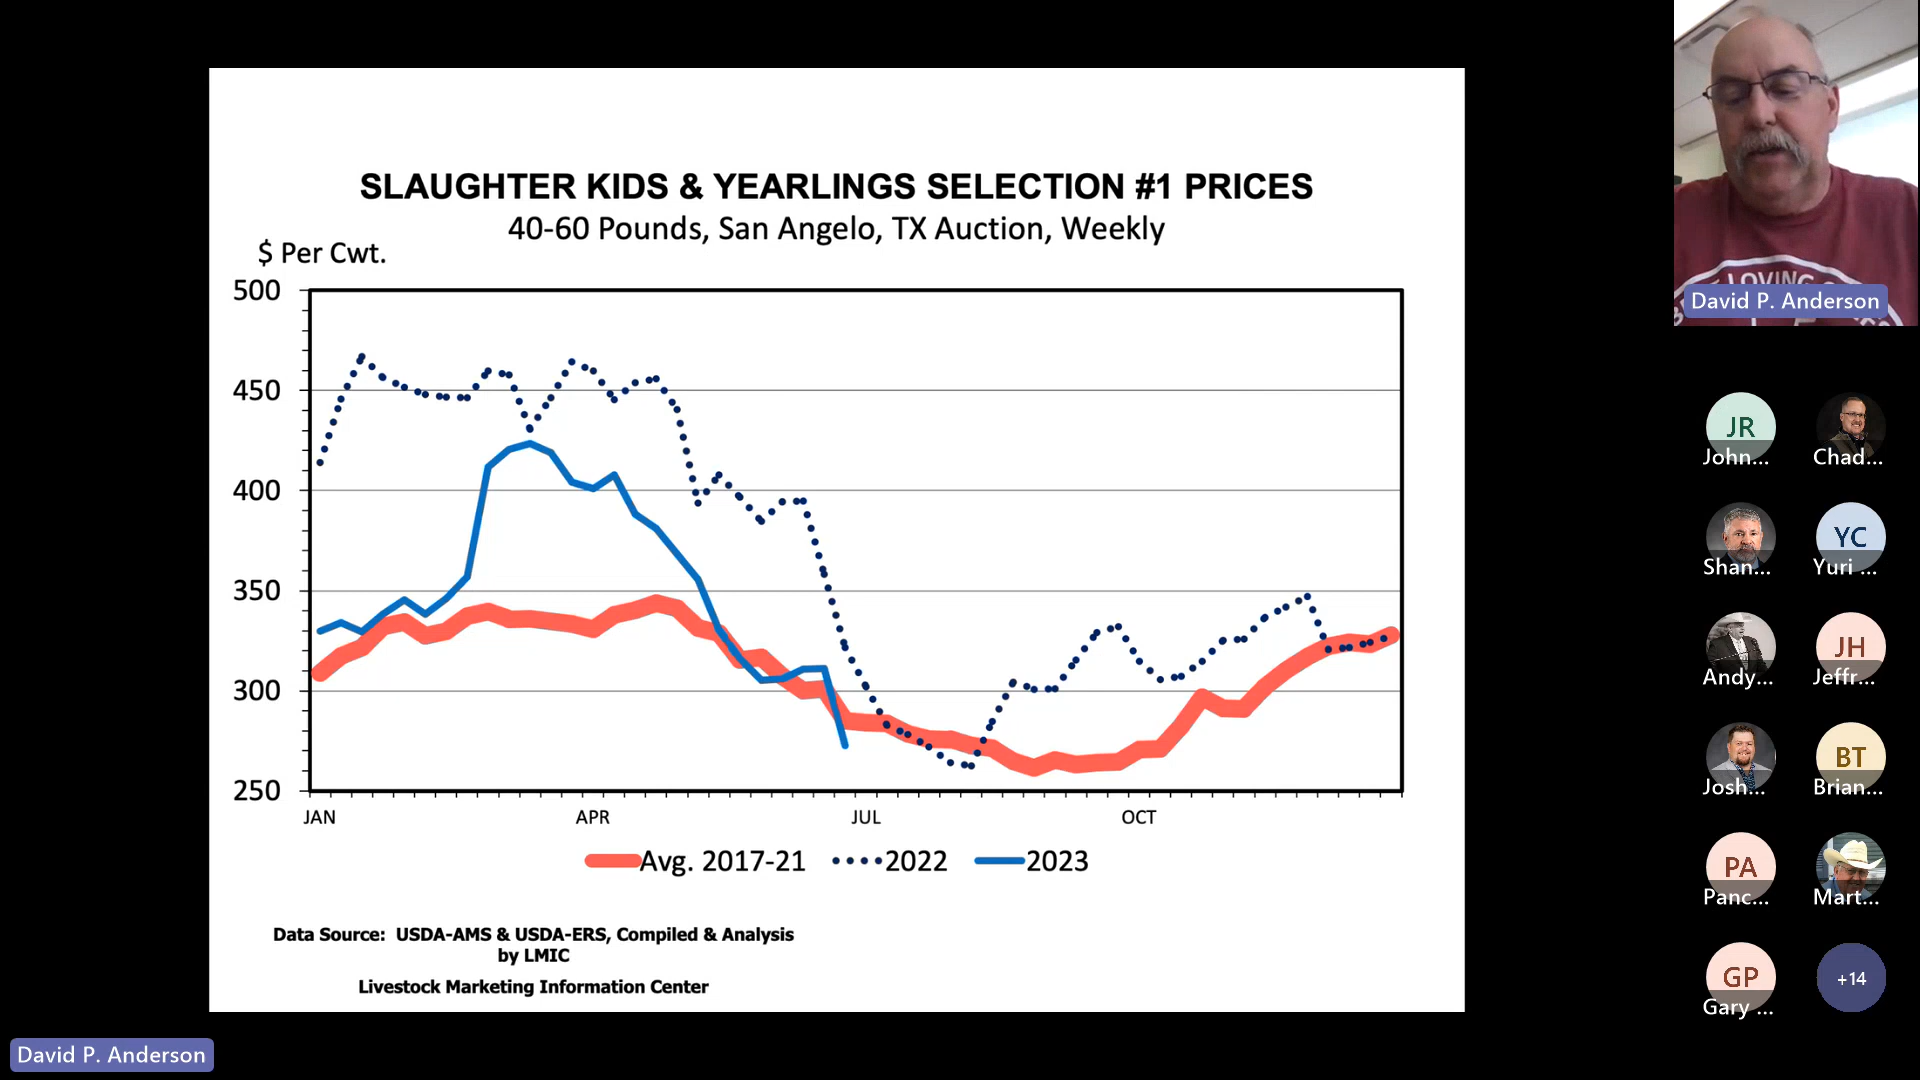 SLAUGHTER KIDS & YEARLINGS SELECTION #1 PRICES
40-60 Pounds, San Angelo, TX Auction, Weekly
$ Per Cwt.
500
450
400
350
300
250
JAN APR JUL OCT
Avg. 2017-21 2022 2023
Data Source: USDA-AMS & USDA-ERS, Compiled & Analysis
by LMIC
Livestock Marketing Information Center
David P. Anderson
LOVING
David P. Anderson
JR
John...
Chad...
Shan...
YC
Yuri ...
Andy...
JH
Jeffr...
Josh...
BT
Brian...
PA
Panc...
Mart...
GP
Gary ...
+14